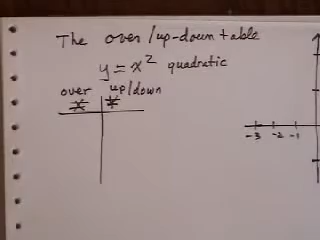 The over/up-down table
y = x² quadratic
over up/down
x y
-3 -2 -1